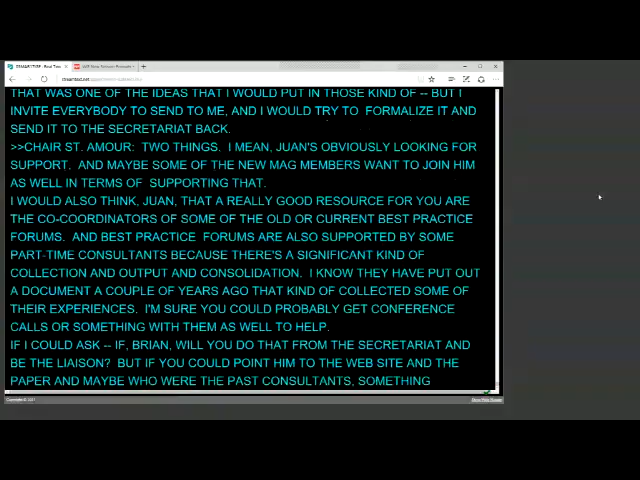 THAT WAS ONE OF THE IDEAS THAT I WOULD PUT IN THOSE KIND OF -- BUT I
INVITE EVERYBODY TO SEND TO ME, AND I WOULD TRY TO  FORMALIZE IT AND
SEND IT TO THE SECRETARIAT BACK.
>>CHAIR ST. AMOUR:  TWO THINGS.  I MEAN, JUAN'S OBVIOUSLY LOOKING FOR
SUPPORT.  AND MAYBE SOME OF THE NEW MAG MEMBERS WANT TO JOIN HIM
AS WELL IN TERMS OF  SUPPORTING THAT.
I WOULD ALSO THINK, JUAN, THAT A REALLY GOOD RESOURCE FOR YOU ARE
THE CO-COORDINATORS OF SOME OF THE OLD OR CURRENT BEST PRACTICE
FORUMS.  AND BEST PRACTICE  FORUMS ARE ALSO SUPPORTED BY SOME
PART-TIME CONSULTANTS BECAUSE THERE'S A SIGNIFICANT KIND OF
COLLECTION AND OUTPUT AND CONSOLIDATION.  I KNOW THEY HAVE PUT OUT
A DOCUMENT A COUPLE OF YEARS AGO THAT KIND OF COLLECTED SOME OF
THEIR EXPERIENCES.  I'M SURE YOU COULD PROBABLY GET CONFERENCE
CALLS OR SOMETHING WITH THEM AS WELL TO HELP.
IF I COULD ASK -- IF, BRIAN, WILL YOU DO THAT FROM THE SECRETARIAT AND
BE THE LIAISON?  BUT IF YOU COULD POINT HIM TO THE WEB SITE AND THE
PAPER AND MAYBE WHO WERE THE PAST CONSULTANTS, SOMETHING